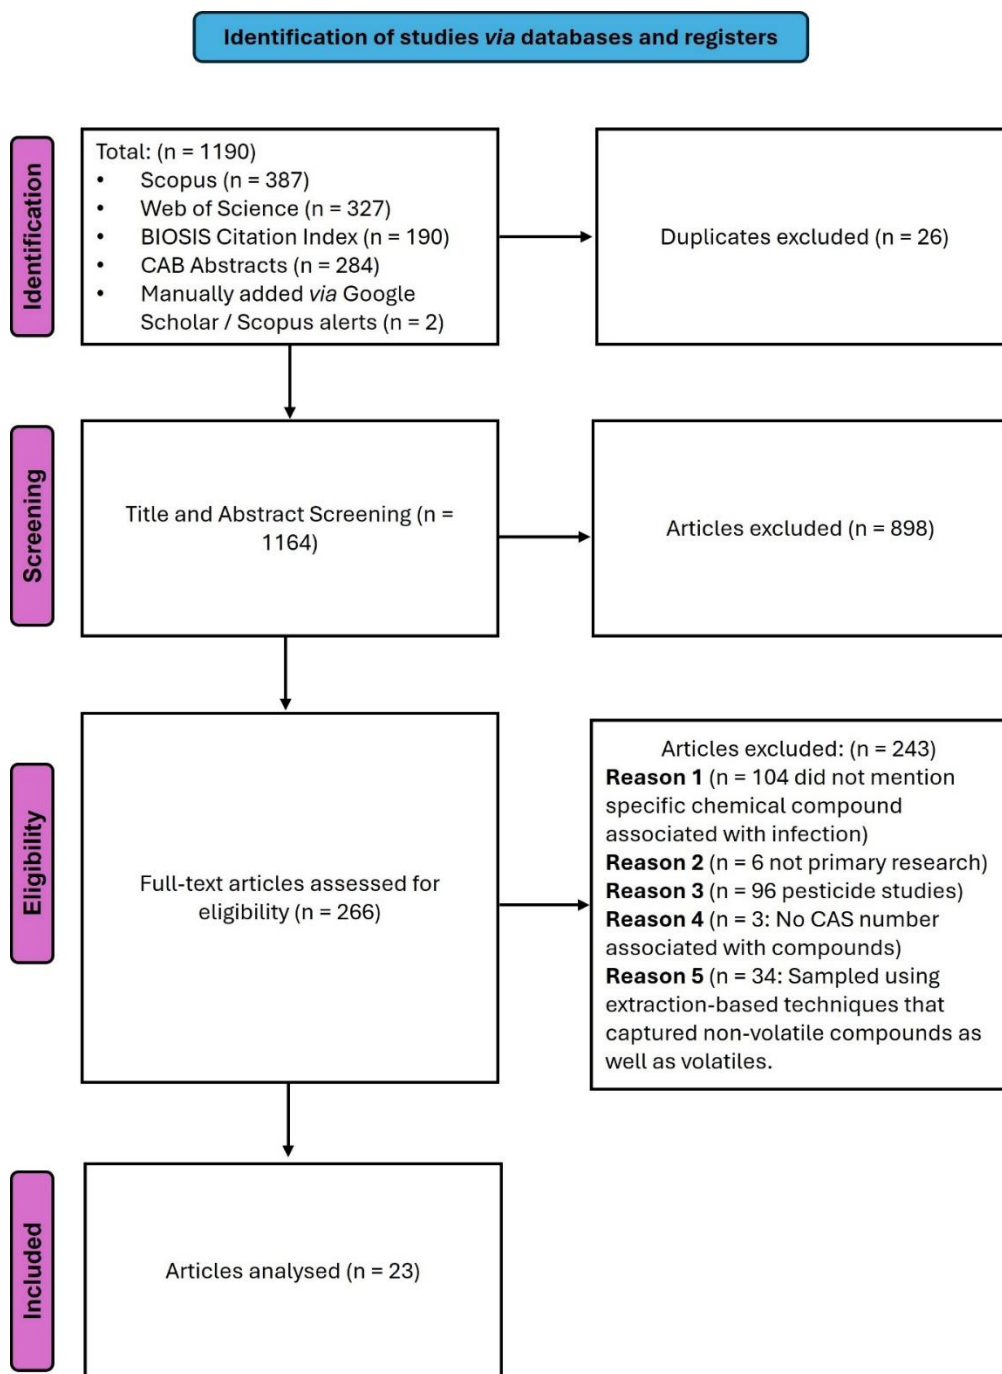 Identification of studies via databases and registers
Identification
Total: (n = 1190)
• Scopus (n = 387)
• Web of Science (n = 327)
• BIOSIS Citation Index (n = 190)
• CAB Abstracts (n = 284)
• Manually added via Google
Scholar / Scopus alerts (n = 2)
Duplicates excluded (n = 26)
Screening
Title and Abstract Screening (n =
1164)
Articles excluded (n = 898)
Eligibility
Full-text articles assessed for
eligibility (n = 266)
Articles excluded: (n = 243)
Reason 1 (n = 104 did not mention
specific chemical compound
associated with infection)
Reason 2 (n = 6 not primary research)
Reason 3 (n = 96 pesticide studies)
Reason 4 (n = 3: No CAS number
associated with compounds)
Reason 5 (n = 34: Sampled using
extraction-based techniques that
captured non-volatile compounds as
well as volatiles.
Included
Articles analysed (n = 23)